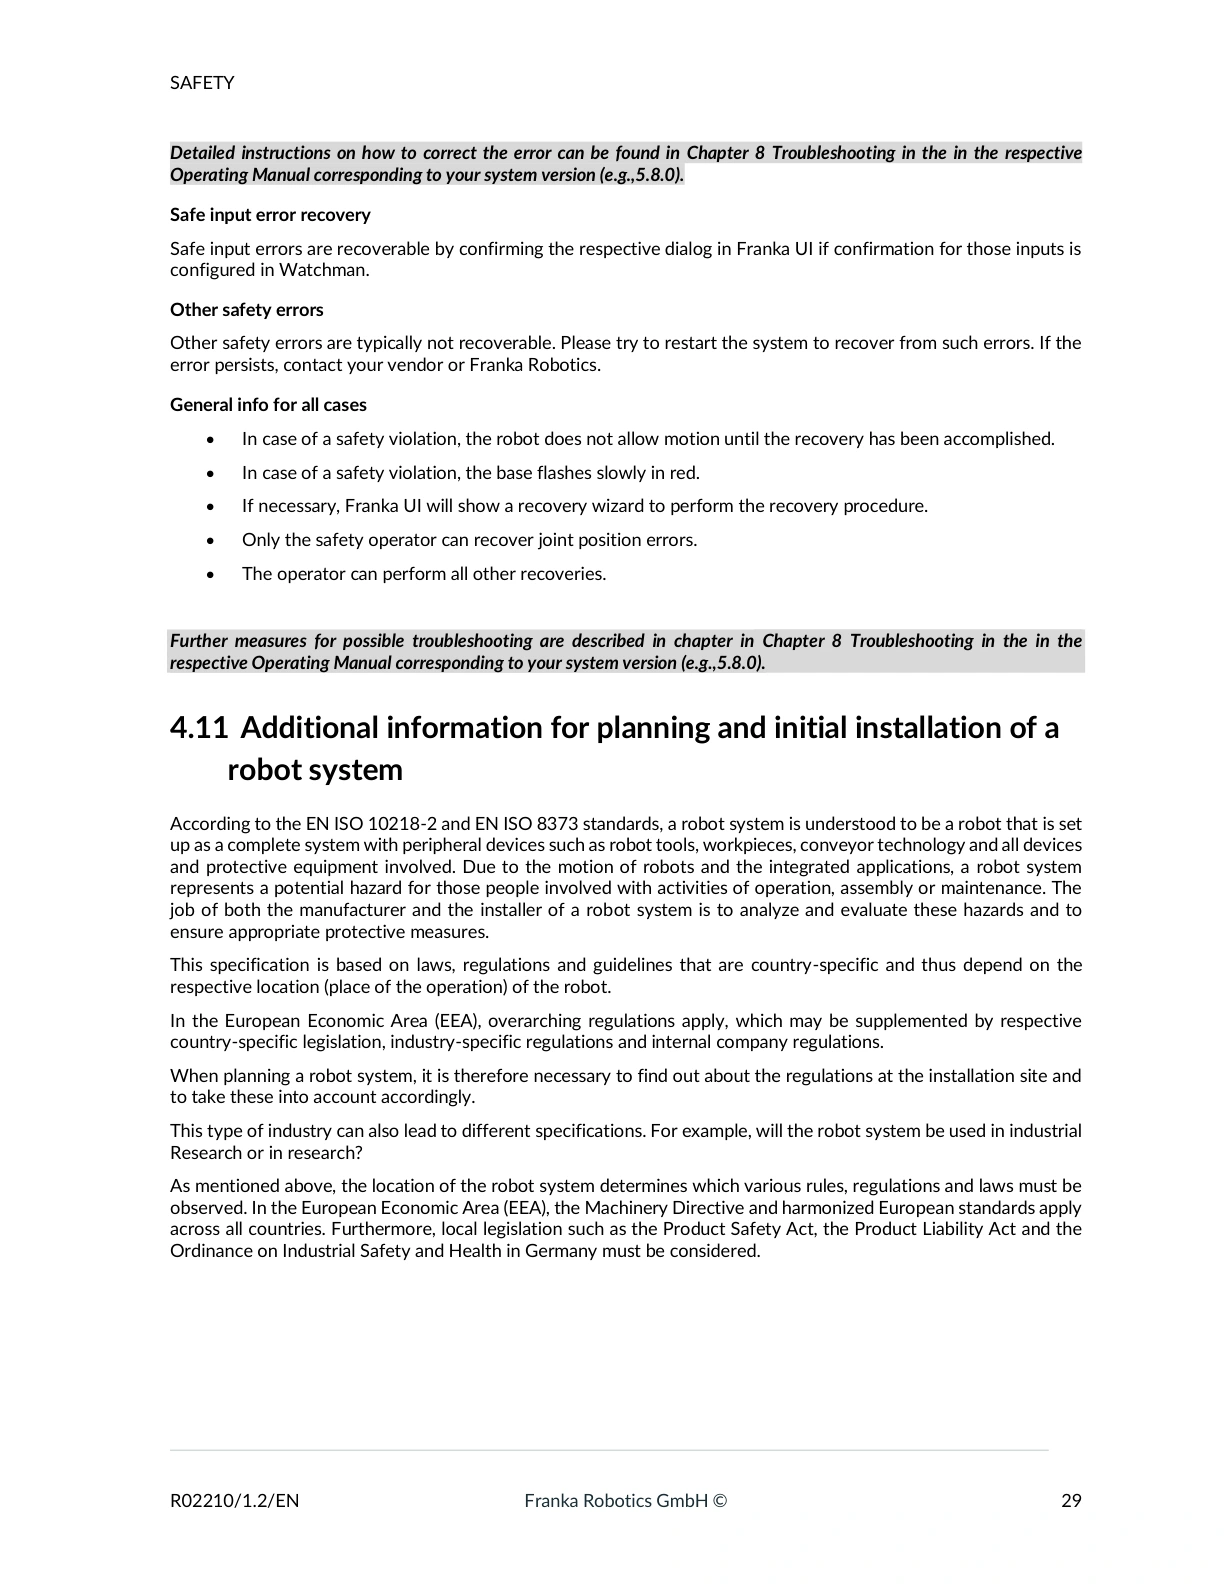 SAFETY
Detailed instructions on how to correct the error can be found in Chapter 8 Troubleshooting in the in the respective
Operating Manual corresponding to your system version (e.g.,5.8.0).
Safe input error recovery
Safe input errors are recoverable by confirming the respective dialog in Franka UI if confirmation for those inputs is
configured in Watchman.
Other safety errors
Other safety errors are typically not recoverable. Please try to restart the system to recover from such errors. If the
error persists, contact your vendor or Franka Robotics.
General info for all cases
• In case of a safety violation, the robot does not allow motion until the recovery has been accomplished.
• In case of a safety violation, the base flashes slowly in red.
• If necessary, Franka UI will show a recovery wizard to perform the recovery procedure.
• Only the safety operator can recover joint position errors.
• The operator can perform all other recoveries.
Further measures for possible troubleshooting are described in chapter in Chapter 8 Troubleshooting in the in the
respective Operating Manual corresponding to your system version (e.g.,5.8.0).
4.11 Additional information for planning and initial installation of a
robot system
According to the EN ISO 10218-2 and EN ISO 8373 standards, a robot system is understood to be a robot that is set
up as a complete system with peripheral devices such as robot tools, workpieces, conveyor technology and all devices
and protective equipment involved. Due to the motion of robots and the integrated applications, a robot system
represents a potential hazard for those people involved with activities of operation, assembly or maintenance. The
job of both the manufacturer and the installer of a robot system is to analyze and evaluate these hazards and to
ensure appropriate protective measures.
This specification is based on laws, regulations and guidelines that are country-specific and thus depend on the
respective location (place of the operation) of the robot.
In the European Economic Area (EEA), overarching regulations apply, which may be supplemented by respective
country-specific legislation, industry-specific regulations and internal company regulations.
When planning a robot system, it is therefore necessary to find out about the regulations at the installation site and
to take these into account accordingly.
This type of industry can also lead to different specifications. For example, will the robot system be used in industrial
Research or in research?
As mentioned above, the location of the robot system determines which various rules, regulations and laws must be
observed. In the European Economic Area (EEA), the Machinery Directive and harmonized European standards apply
across all countries. Furthermore, local legislation such as the Product Safety Act, the Product Liability Act and the
Ordinance on Industrial Safety and Health in Germany must be considered.
R02210/1.2/EN
Franka Robotics GmbH ©
29